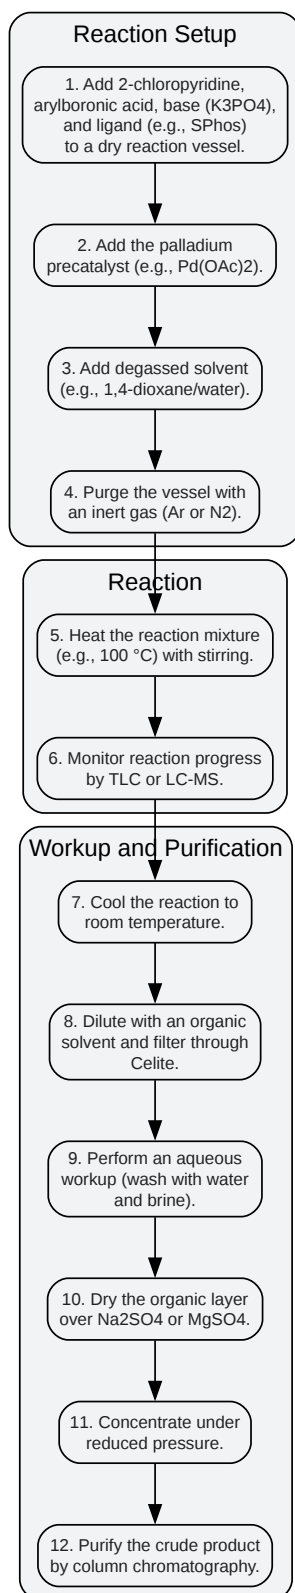 Reaction Setup
1. Add 2-chloropyridine,
arylboronic acid, base (K3PO4),
and ligand (e.g., SPhos)
to a dry reaction vessel.
2. Add the palladium
precatalyst (e.g., Pd(OAc)2).
3. Add degassed solvent
(e.g., 1,4-dioxane/water).
4. Purge the vessel with
an inert gas (Ar or N2).
Reaction
5. Heat the reaction mixture
(e.g., 100 °C) with stirring.
6. Monitor reaction progress
by TLC or LC-MS.
Workup and Purification
7. Cool the reaction to
room temperature.
8. Dilute with an organic
solvent and filter through
Celite.
9. Perform an aqueous
workup (wash with water
and brine).
10. Dry the organic layer
over Na2SO4 or MgSO4.
11. Concentrate under
reduced pressure.
12. Purify the crude product
by column chromatography.